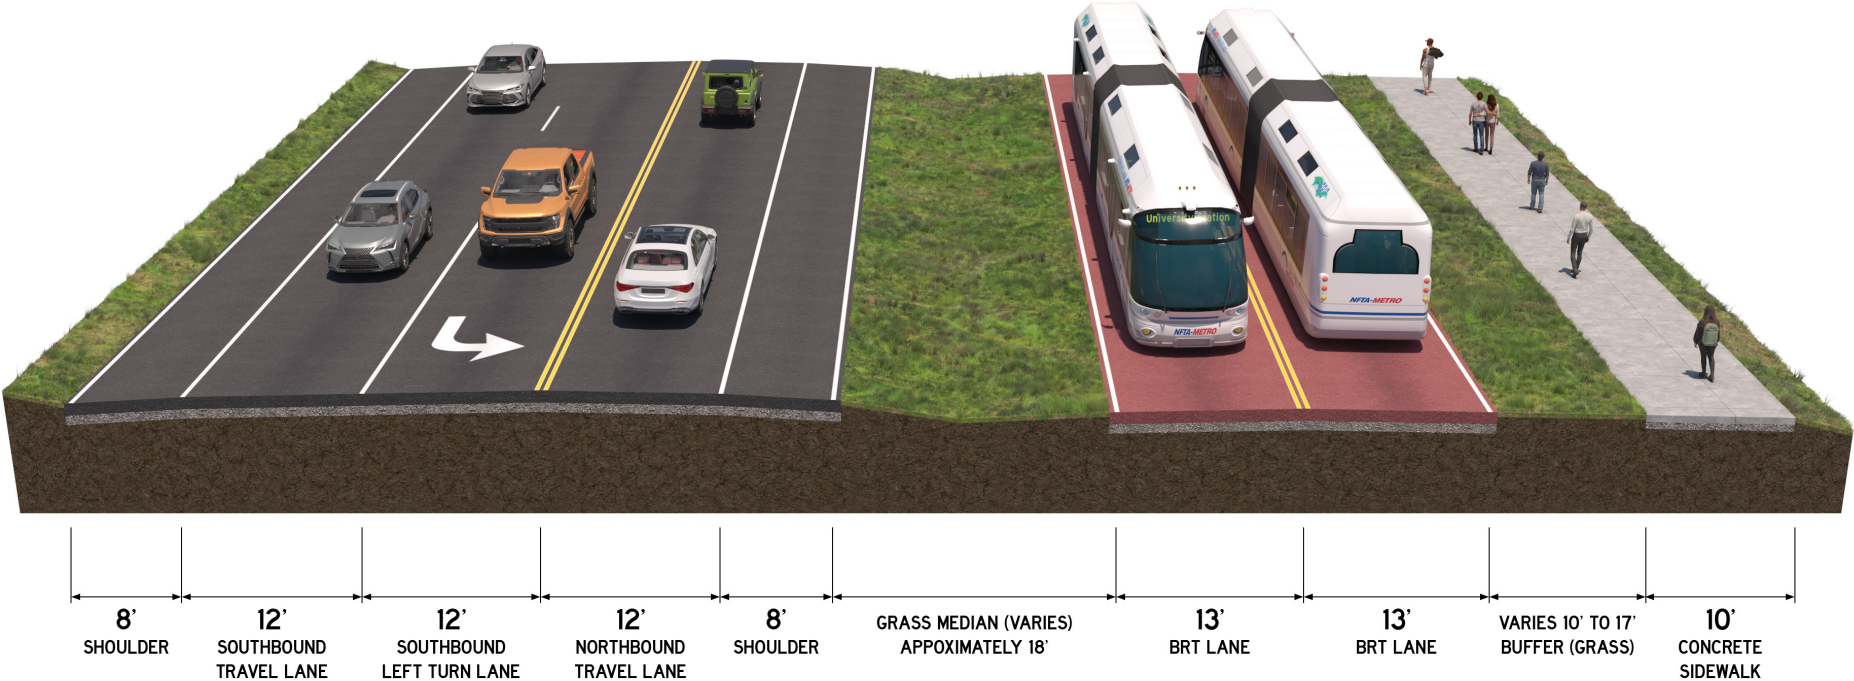 University Station
NFTA-METRO
NFTA-METRO
8'
SHOULDER
12'
SOUTHBOUND
TRAVEL LANE
12'
SOUTHBOUND
LEFT TURN LANE
12'
NORTHBOUND
TRAVEL LANE
8'
SHOULDER
GRASS MEDIAN (VARIES)
APPOXIMATELY 18'
13'
BRT LANE
13'
BRT LANE
VARIES 10' TO 17'
BUFFER (GRASS)
10'
CONCRETE
SIDEWALK